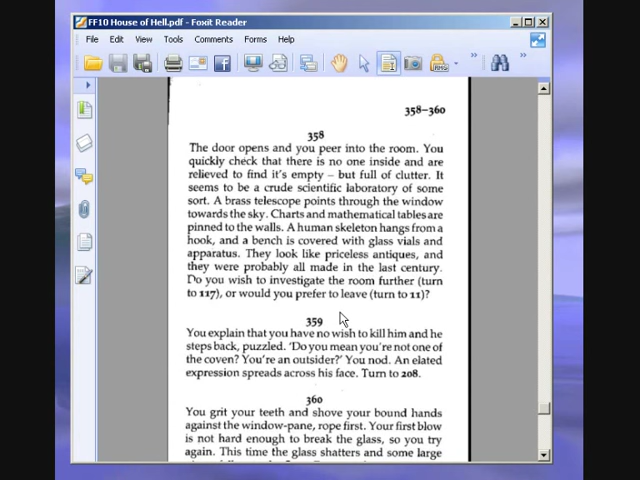 FF10 House of Hell.pdf - Foxit Reader
File Edit View Tools Comments Forms Help
358–360
358
The door opens and you peer into the room. You
quickly check that there is no one inside and are
relieved to find it's empty – but full of clutter. It
seems to be a crude scientific laboratory of some
sort. A brass telescope points through the window
towards the sky. Charts and mathematical tables are
pinned to the walls. A human skeleton hangs from a
hook, and a bench is covered with glass vials and
apparatus. They look like priceless antiques, and
they were probably all made in the last century.
Do you wish to investigate the room further (turn
to 117), or would you prefer to leave (turn to 11)?
359
You explain that you have no wish to kill him and he
steps back, puzzled. 'Do you mean you're not one of
the coven? You're an outsider?' You nod. An elated
expression spreads across his face. Turn to 208.
360
You grit your teeth and shove your bound hands
against the window-pane, rope first. Your first blow
is not hard enough to break the glass, so you try
again. This time the glass shatters and some large